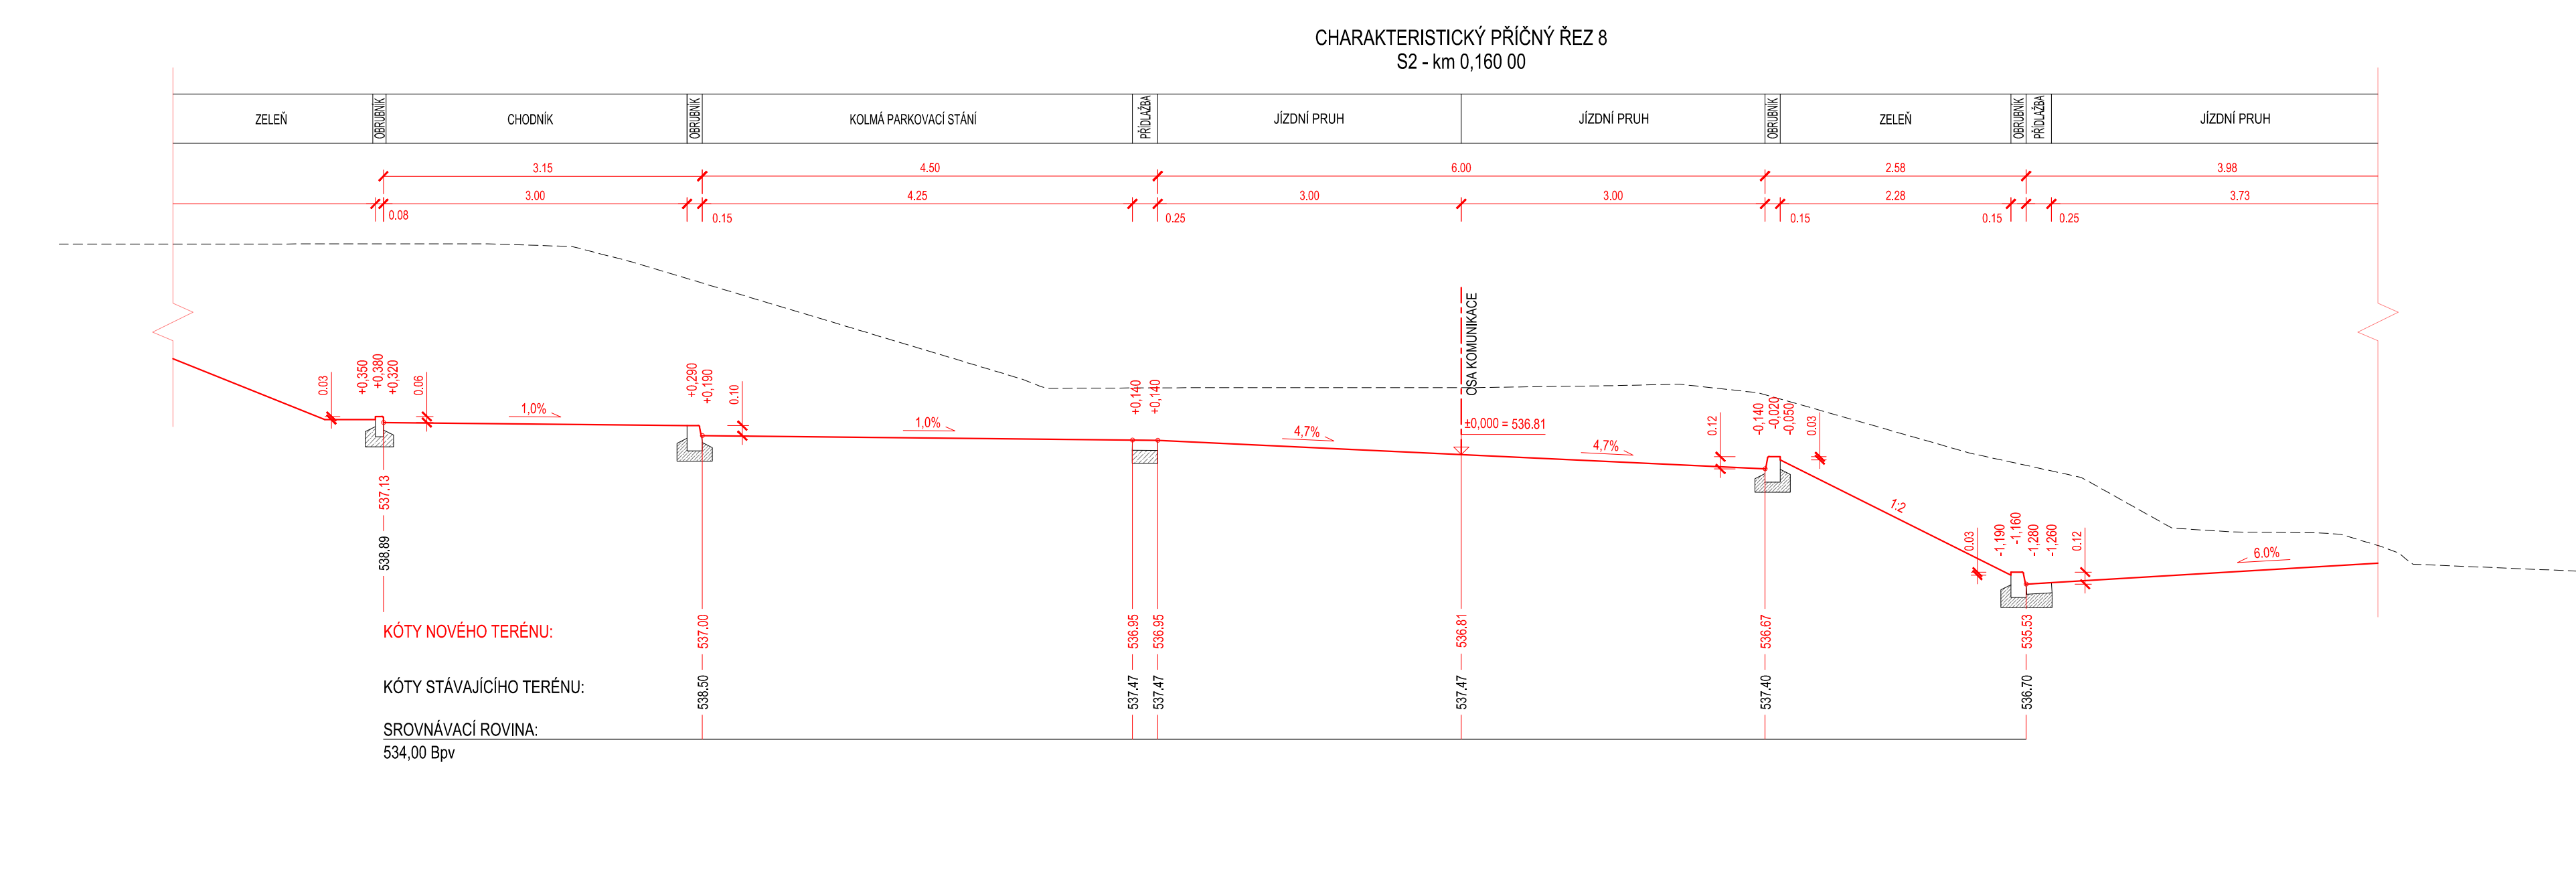 CHARAKTERISTICKÝ PŘÍČNÝ ŘEZ 8
S2 - km 0,160 00
ZELEŇ
OBRUBNÍK
CHODNÍK
OBRUBNÍK
KOLMÁ PARKOVACÍ STÁNÍ
PŘÍDLAŽBA
JÍZDNÍ PRUH
JÍZDNÍ PRUH
OBRUBNÍK
ZELEŇ
OBRUBNÍK
PŘÍDLAŽBA
JÍZDNÍ PRUH
3.15
4.50
6.00
2.58
3.98
0.08
3.00
0.15
4.25
0.25
3.00
3.00
0.15
2.28
0.15
0.25
3.73
OSA KOMUNIKACE
0.03
+0,350
+0,380
+0,320
0.06
1,0%
+0,290
+0,190
0.10
1,0%
+0,140
+0,140
4,7%
±0,000 = 536.81
4,7%
0.12
-0,140
-0,020
-0,050
0.03
1:2
0.03
-1,190
-1,160
-1,280
-1,260
0.12
6.0%
537.13
538.89
KÓTY NOVÉHO TERÉNU:
537.00
536.95
536.95
536.81
536.67
535.53
KÓTY STÁVAJÍCÍHO TERÉNU:
538.50
537.47
537.47
537.47
537.40
536.70
SROVNÁVACÍ ROVINA:
534,00 Bpv